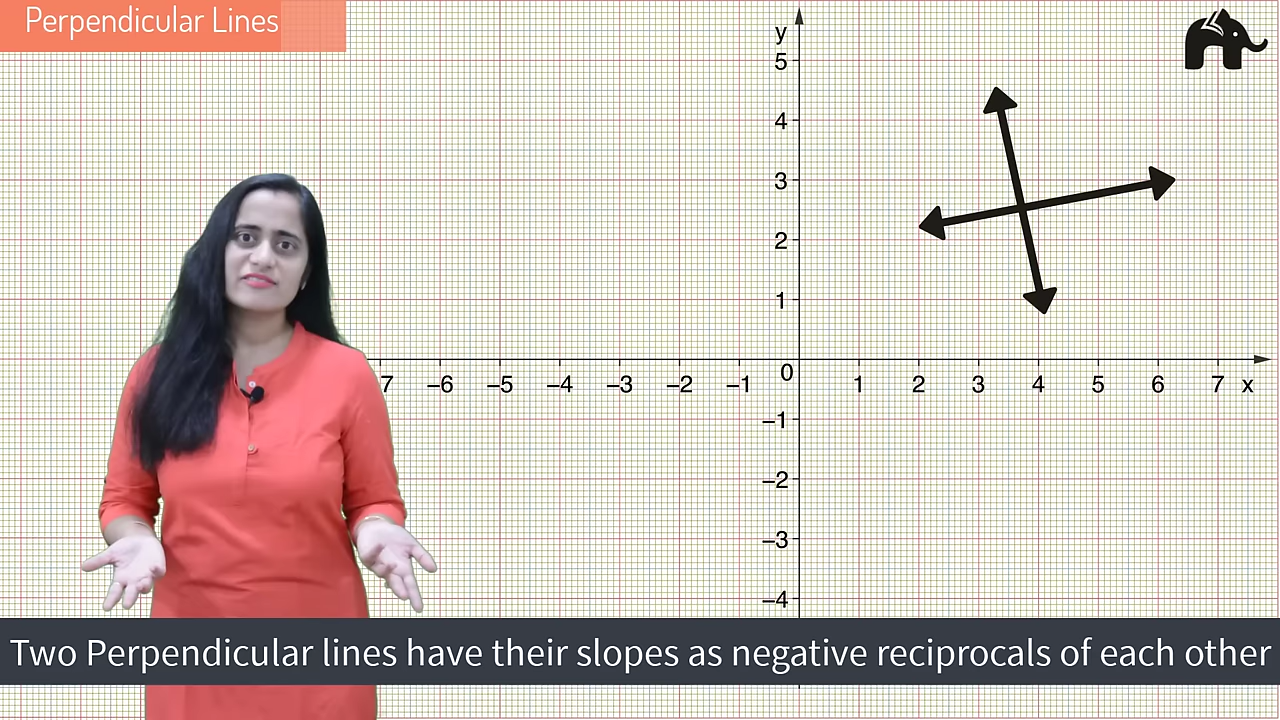 Perpendicular Lines
y
5
4
3
2
1
0
7 −6 −5 −4 −3 −2 −1 1 2 3 4 5 6 7 x
−1
−2
−3
−4
Two Perpendicular lines have their slopes as negative reciprocals of each other